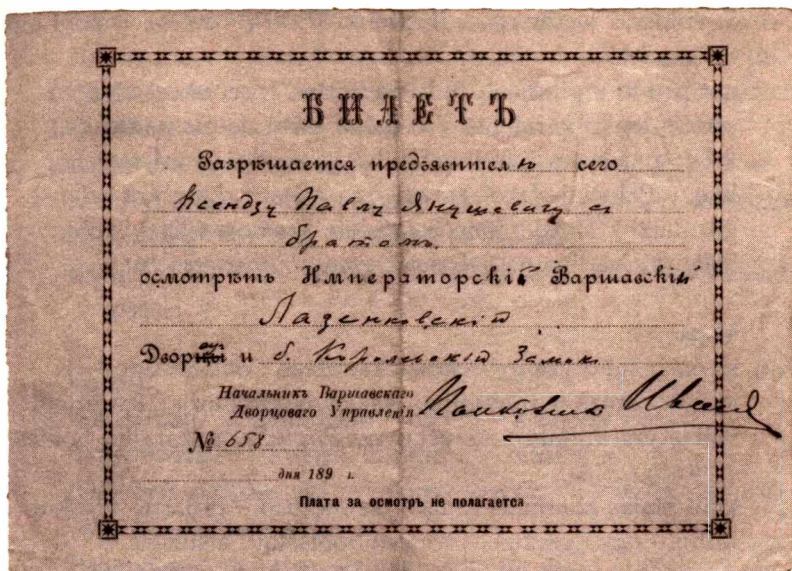 БИЛЕТЪ
Разрѣшается предъявителю сего
Ксендзу Павлу Янушевичу съ
братомъ
осмотрѣть Императорскій Варшавскій
Лазенковскій
Дворецъ и б. Королевскій Замокъ
Начальникъ Варшавскаго
Дворцоваго Управленія
№ 658
дня 189 г.
Плата за осмотръ не полагается